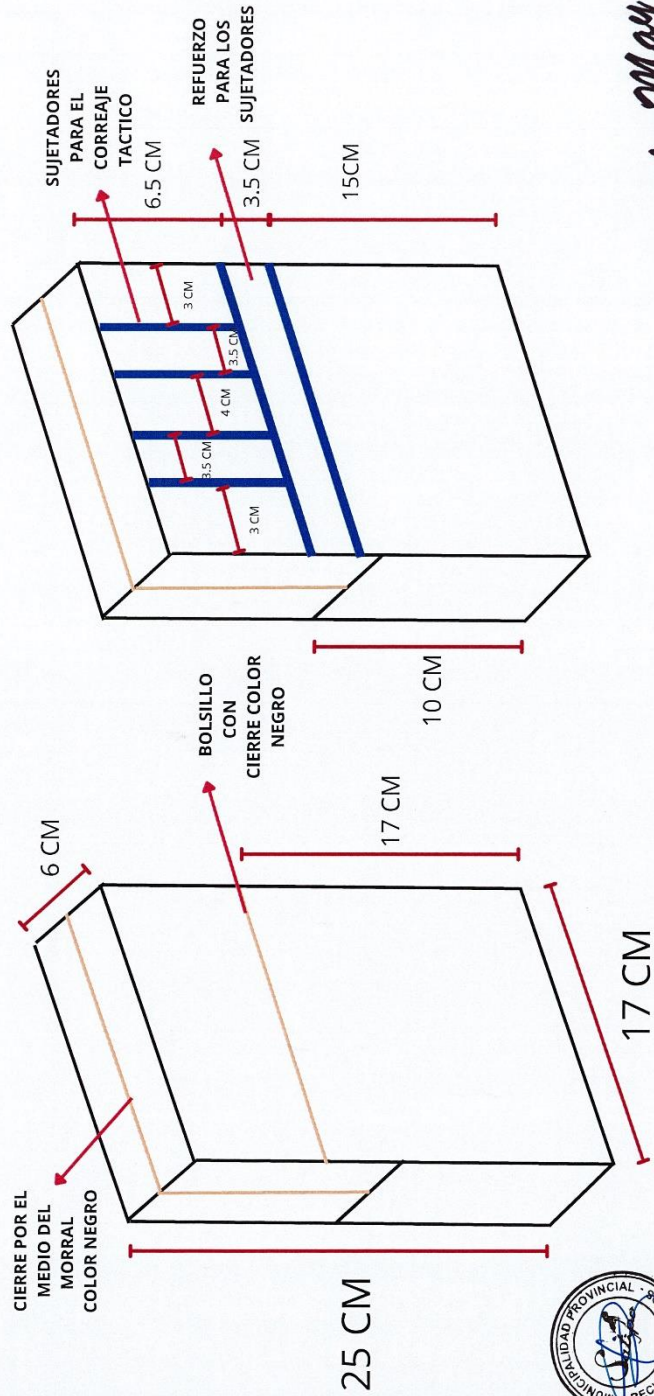 CIERRE POR EL
MEDIO DEL
MORRAL
COLOR NEGRO
6 CM
25 CM
17 CM
17 CM
BOLSILLO
CON
CIERRE COLOR
NEGRO
SUJETADORES
PARA EL
CORREAJE
TACTICO
REFUERZO
PARA LOS
SUJETADORES
6.5 CM
3.5 CM
15CM
3 CM
3.5 CM
4 CM
3.5 CM
3 CM
10 CM
PROVINCIAL